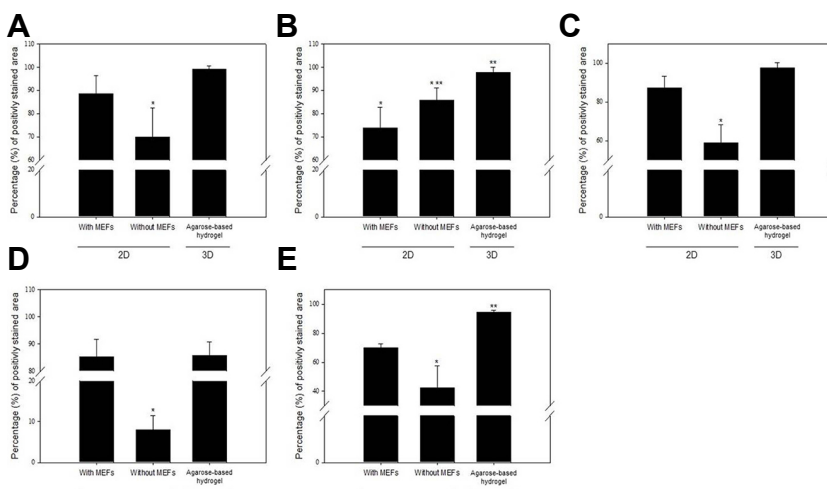 A
Percentage (%) of positivly stained area
110
100
90
80
70
60
20
0
*
With MEFs
Without MEFs
Agarose-based
hydrogel
2D
3D
B
Percentage (%) of positivly stained area
110
100
90
80
70
60
20
0
*
* **
**
With MEFs
Without MEFs
Agarose-based
hydrogel
2D
3D
C
Percentage (%) of positivly stained area
100
80
60
0
*
With MEFs
Without MEFs
Agarose-based
hydrogel
2D
3D
D
Percentage (%) of positivly stained area
110
100
90
80
20
10
0
*
With MEFs
Without MEFs
Agarose-based
hydrogel
E
Percentage (%) of positivly stained area
100
80
60
40
0
*
**
With MEFs
Without MEFs
Agarose-based
hydrogel